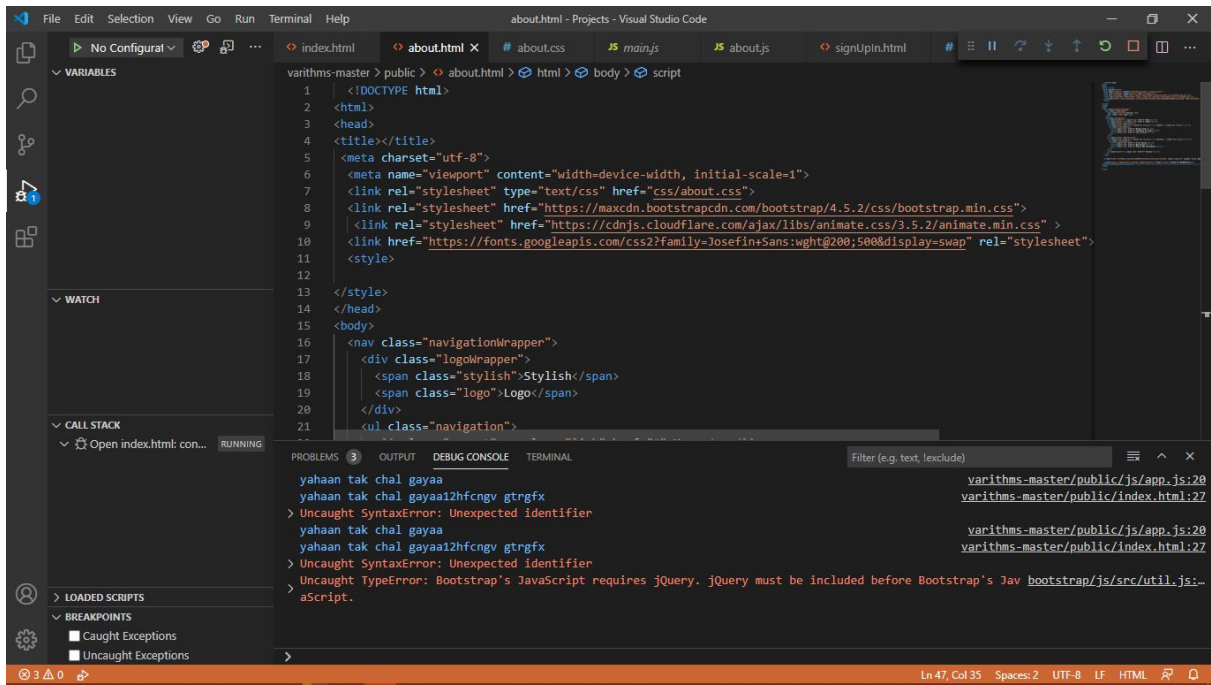 File Edit Selection View Go Run Terminal Help about.html - Projects - Visual Studio Code
No Configurat
index.html about.html # about.css JS main.js JS about.js signUpIn.html #
VARIABLES
varithms-master > public > about.html > html > body > script
1 <!DOCTYPE html>
2 <html>
3 <head>
4 <title></title>
5 <meta charset="utf-8">
6 <meta name="viewport" content="width=device-width, initial-scale=1">
7 <link rel="stylesheet" type="text/css" href="css/about.css">
8 <link rel="stylesheet" href="https://maxcdn.bootstrapcdn.com/bootstrap/4.5.2/css/bootstrap.min.css">
9 <link rel="stylesheet" href="https://cdnjs.cloudflare.com/ajax/libs/animate.css/3.5.2/animate.min.css" >
10 <link href="https://fonts.googleapis.com/css2?family=Josefin+Sans:wght@200;500&display=swap" rel="stylesheet">
11 <style>
12
13 </style>
14 </head>
15 <body>
16 <nav class="navigationWrapper">
17 <div class="logoWrapper">
18 <span class="stylish">Stylish</span>
19 <span class="logo">Logo</span>
20 </div>
21 <ul class="navigation">
WATCH
CALL STACK
Open index.html: con... RUNNING
LOADED SCRIPTS
BREAKPOINTS
Caught Exceptions
Uncaught Exceptions
PROBLEMS 3 OUTPUT DEBUG CONSOLE TERMINAL Filter (e.g. text, !exclude)
yahaan tak chal gayaa varithms-master/public/js/app.js:20
yahaan tak chal gayaa12hfcngv gtrgfx varithms-master/public/index.html:27
> Uncaught SyntaxError: Unexpected identifier
yahaan tak chal gayaa varithms-master/public/js/app.js:20
yahaan tak chal gayaa12hfcngv gtrgfx varithms-master/public/index.html:27
> Uncaught SyntaxError: Unexpected identifier
> Uncaught TypeError: Bootstrap's JavaScript requires jQuery. jQuery must be included before Bootstrap's Jav bootstrap/js/src/util.js:…
aScript.
>
3 0 Ln 47, Col 35 Spaces: 2 UTF-8 LF HTML